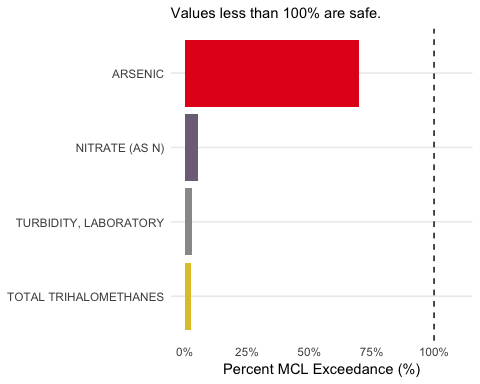 Values less than 100% are safe.
ARSENIC
NITRATE (AS N)
TURBIDITY, LABORATORY
TOTAL TRIHALOMETHANES
0% 25% 50% 75% 100%
Percent MCL Exceedance (%)